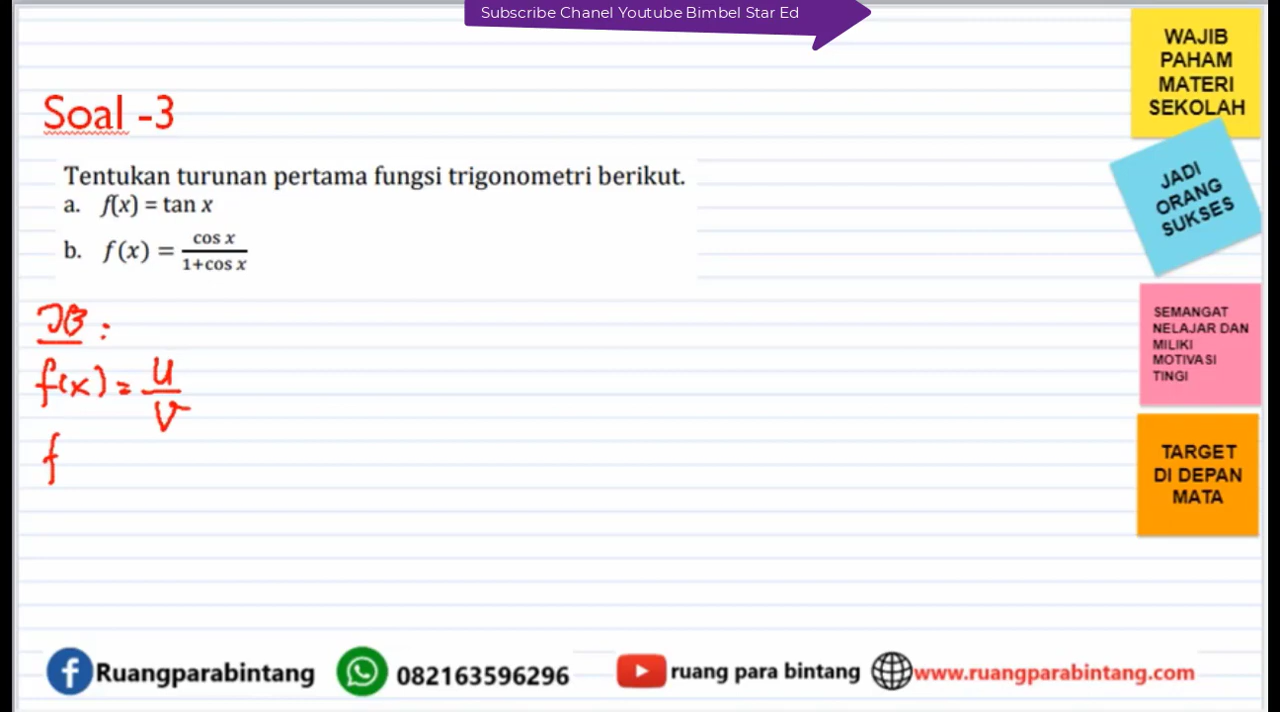 Subscribe Chanel Youtube Bimbel Star Ed
WAJIB
PAHAM
MATERI
SEKOLAH
Soal -3
JADI
ORANG
SUKSES
Tentukan turunan pertama fungsi trigonometri berikut.
a. f(x) = tan x
b. f(x) = cos x / 1+cos x
JB :
f(x) = u / v
f
SEMANGAT
NELAJAR DAN
MILIKI
MOTIVASI
TINGI
TARGET
DI DEPAN
MATA
Ruangparabintang 082163596296 ruang para bintang www.ruangparabintang.com